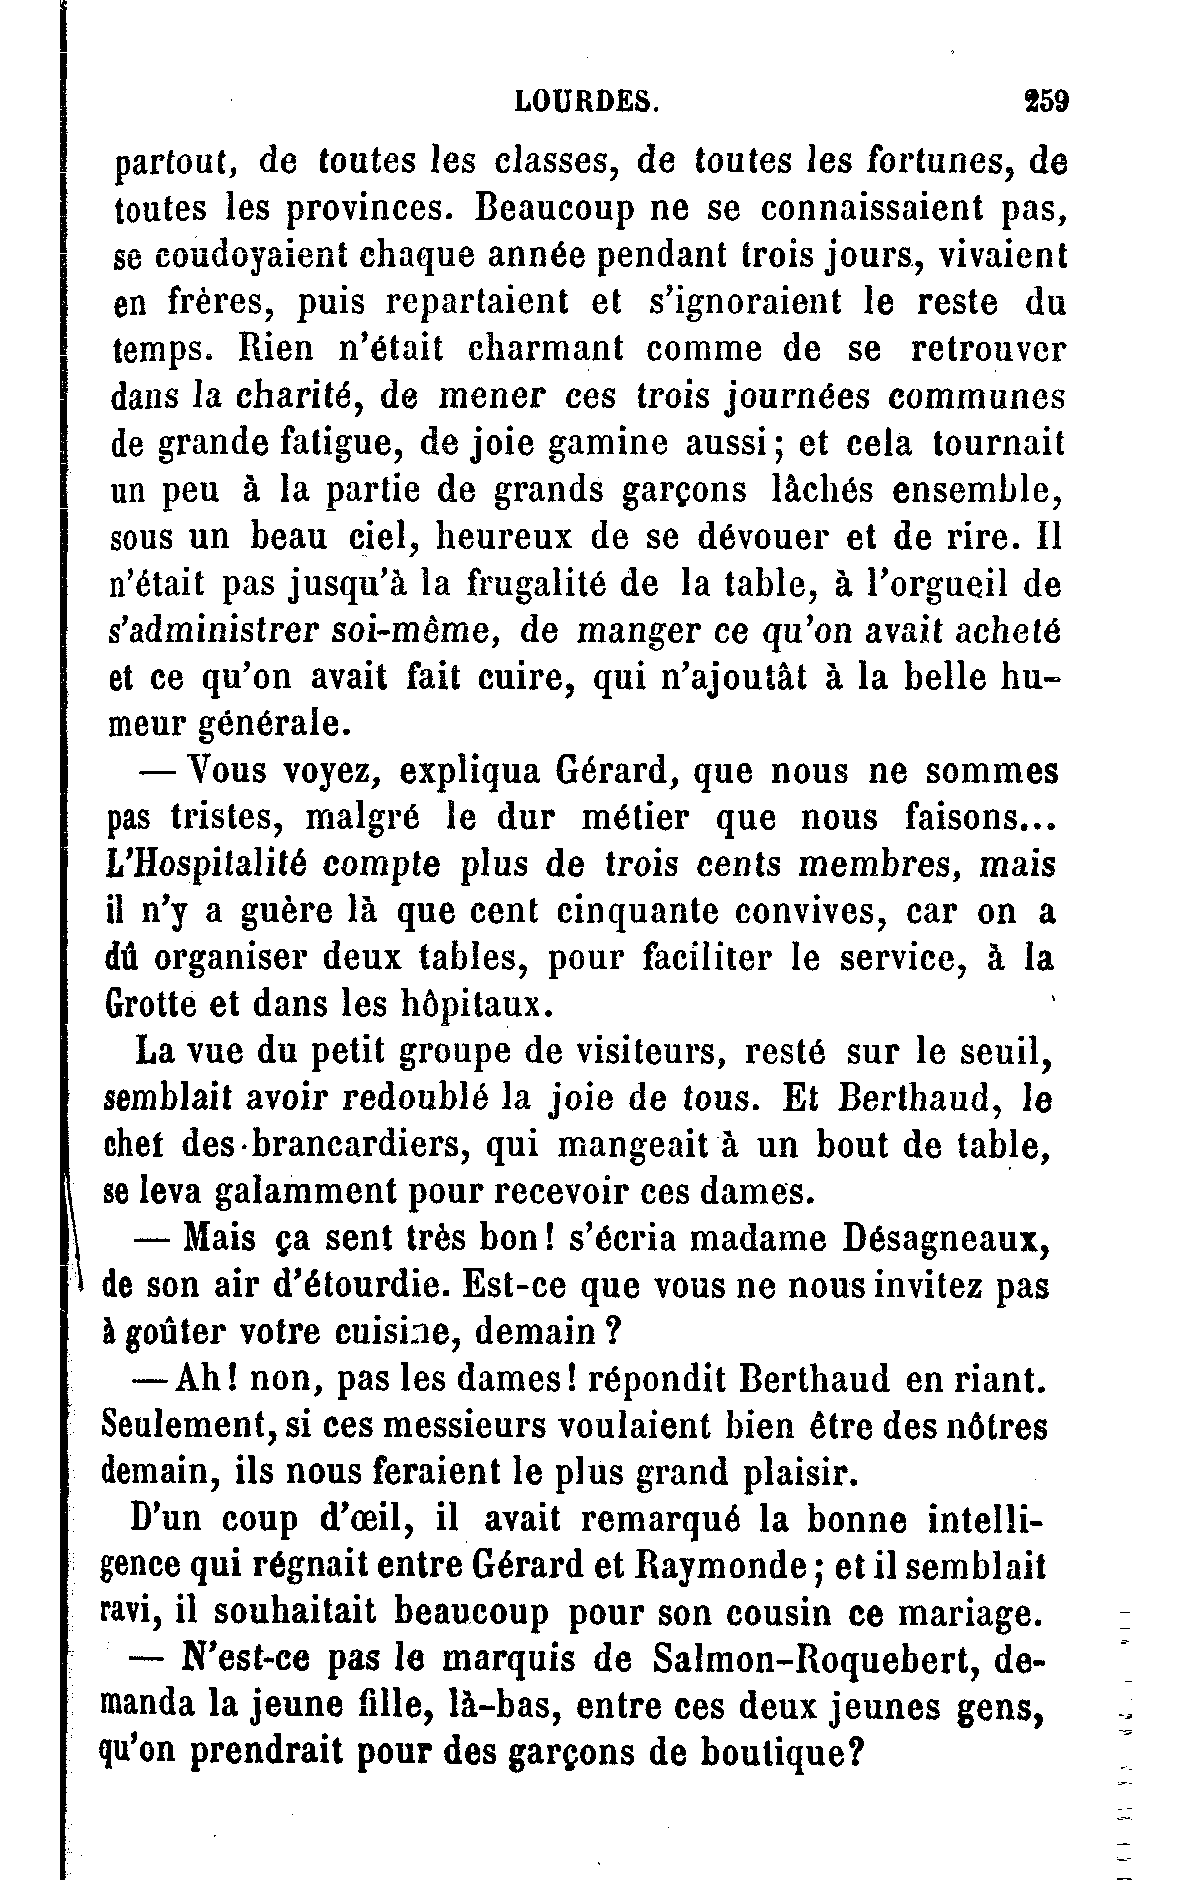 LOURDES. 259
partout, de toutes les classes, de toutes les fortunes, de
toutes les provinces. Beaucoup ne se connaissaient pas,
se coudoyaient chaque année pendant trois jours, vivaient
en frères, puis repartaient et s'ignoraient le reste du
temps. Rien n'était charmant comme de se retrouver
dans la charité, de mener ces trois journées communes
de grande fatigue, de joie gamine aussi; et cela tournait
un peu à la partie de grands garçons lâchés ensemble,
sous un beau ciel, heureux de se dévouer et de rire. Il
n'était pas jusqu'à la frugalité de la table, à l'orgueil de
s'administrer soi-même, de manger ce qu'on avait acheté
et ce qu'on avait fait cuire, qui n'ajoutât à la belle hu-
meur générale.
— Vous voyez, expliqua Gérard, que nous ne sommes
pas tristes, malgré le dur métier que nous faisons...
L'Hospitalité compte plus de trois cents membres, mais
il n'y a guère là que cent cinquante convives, car on a
dû organiser deux tables, pour faciliter le service, à la
Grotte et dans les hôpitaux.
La vue du petit groupe de visiteurs, resté sur le seuil,
semblait avoir redoublé la joie de tous. Et Berthaud, le
chef des brancardiers, qui mangeait à un bout de table,
se leva galamment pour recevoir ces dames.
— Mais ça sent très bon! s'écria madame Désagneaux,
de son air d'étourdie. Est-ce que vous ne nous invitez pas
à goûter votre cuisine, demain ?
— Ah! non, pas les dames! répondit Berthaud en riant.
Seulement, si ces messieurs voulaient bien être des nôtres
demain, ils nous feraient le plus grand plaisir.
D'un coup d'œil, il avait remarqué la bonne intelli-
gence qui régnait entre Gérard et Raymonde; et il semblait
ravi, il souhaitait beaucoup pour son cousin ce mariage.
— N'est-ce pas le marquis de Salmon-Roquebert, de-
manda la jeune fille, là-bas, entre ces deux jeunes gens,
qu'on prendrait pour des garçons de boutique?